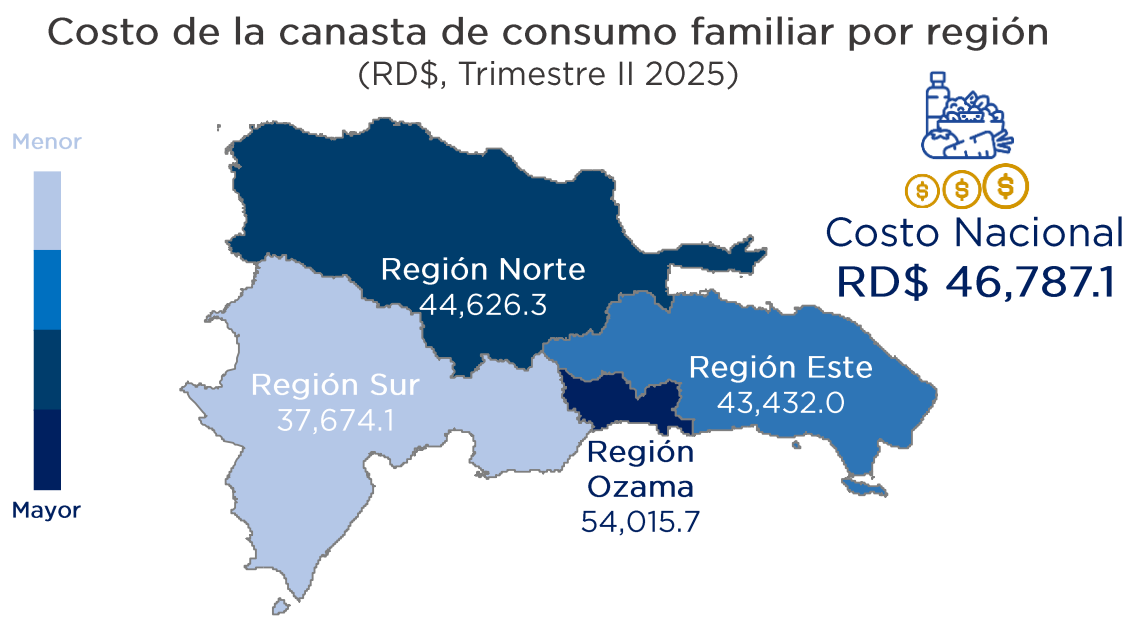 Costo de la canasta de consumo familiar por región
(RD$, Trimestre II 2025)
Menor
Mayor
$ $ $
Costo Nacional
RD$ 46,787.1
Región Norte
44,626.3
Región Sur
37,674.1
Región Este
43,432.0
Región
Ozama
54,015.7